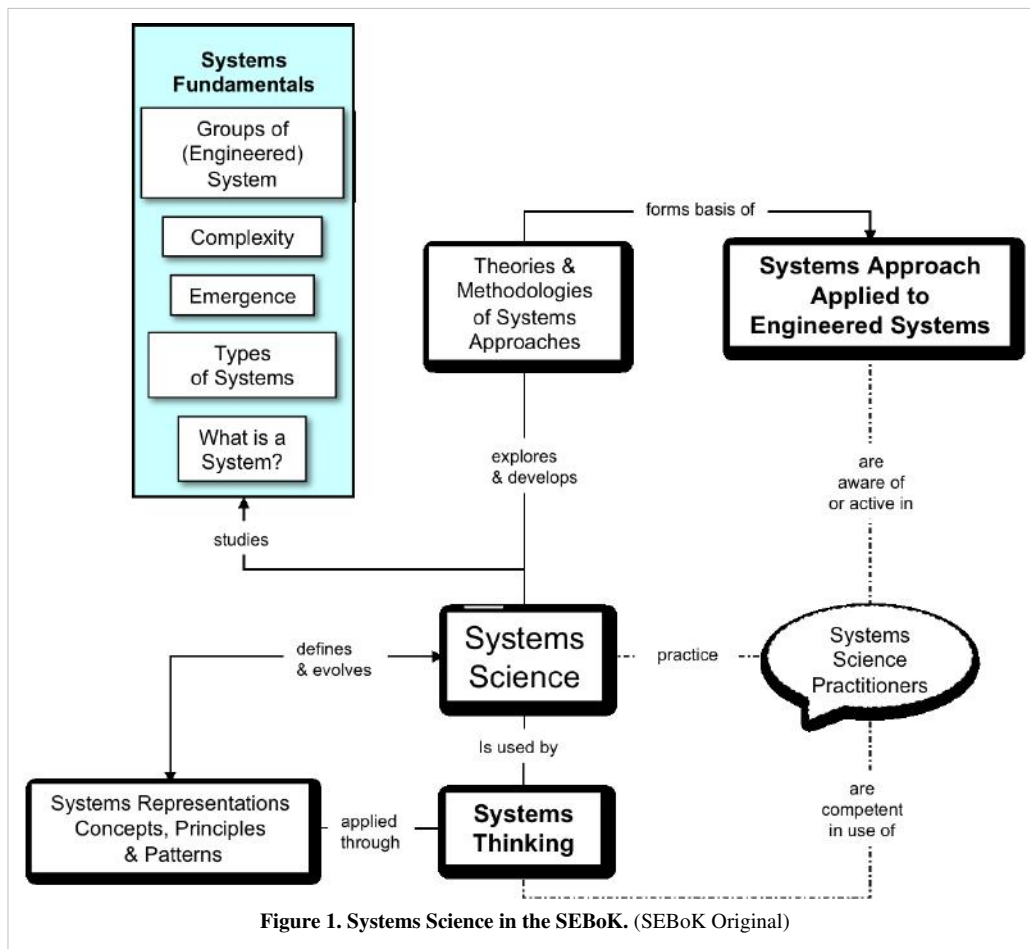 Systems
Fundamentals
Groups of
(Engineered)
System
Complexity
Emergence
Types
of Systems
What is a
System?
forms basis of
Theories &
Methodologies
of Systems
Approaches
Systems Approach
Applied to
Engineered Systems
explores
& develops
are
aware of
or active in
studies
defines
& evolves
Systems
Science
practice
Systems
Science
Practitioners
Is used by
Systems Representations
Concepts, Principles
& Patterns
applied
through
Systems
Thinking
are
competent
in use of
Figure 1. Systems Science in the SEBoK. (SEBoK Original)